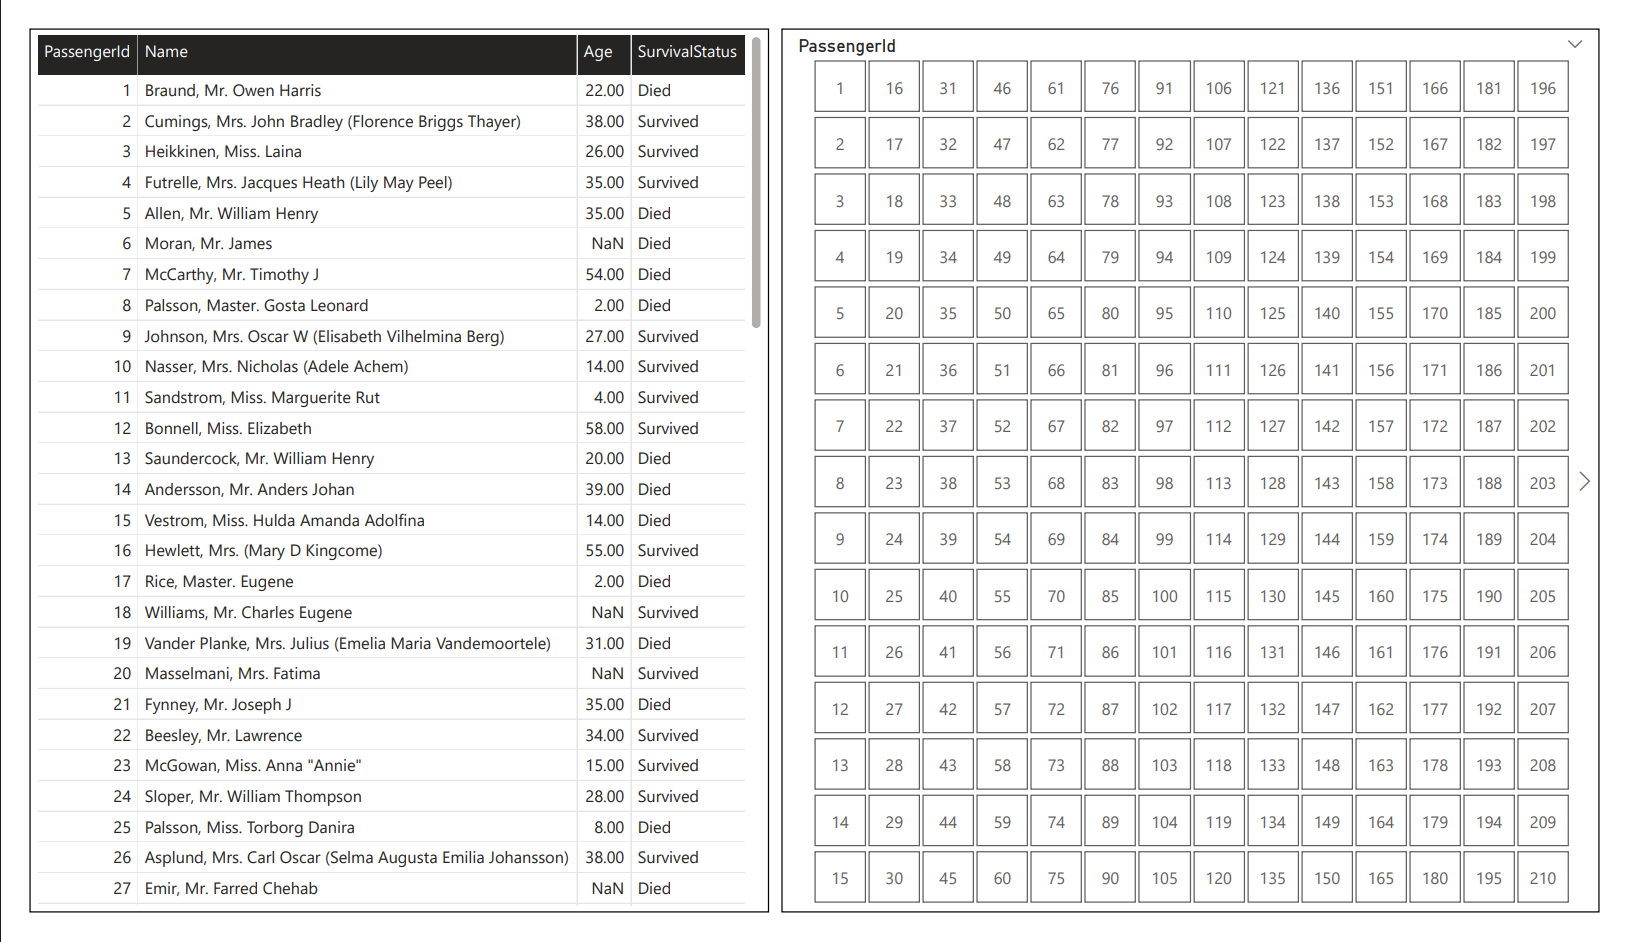 PassengerId Name Age SurvivalStatus
1 Braund, Mr. Owen Harris 22.00 Died
2 Cumings, Mrs. John Bradley (Florence Briggs Thayer) 38.00 Survived
3 Heikkinen, Miss. Laina 26.00 Survived
4 Futrelle, Mrs. Jacques Heath (Lily May Peel) 35.00 Survived
5 Allen, Mr. William Henry 35.00 Died
6 Moran, Mr. James NaN Died
7 McCarthy, Mr. Timothy J 54.00 Died
8 Palsson, Master. Gosta Leonard 2.00 Died
9 Johnson, Mrs. Oscar W (Elisabeth Vilhelmina Berg) 27.00 Survived
10 Nasser, Mrs. Nicholas (Adele Achem) 14.00 Survived
11 Sandstrom, Miss. Marguerite Rut 4.00 Survived
12 Bonnell, Miss. Elizabeth 58.00 Survived
13 Saundercock, Mr. William Henry 20.00 Died
14 Andersson, Mr. Anders Johan 39.00 Died
15 Vestrom, Miss. Hulda Amanda Adolfina 14.00 Died
16 Hewlett, Mrs. (Mary D Kingcome) 55.00 Survived
17 Rice, Master. Eugene 2.00 Died
18 Williams, Mr. Charles Eugene NaN Survived
19 Vander Planke, Mrs. Julius (Emelia Maria Vandemoortele) 31.00 Died
20 Masselmani, Mrs. Fatima NaN Survived
21 Fynney, Mr. Joseph J 35.00 Died
22 Beesley, Mr. Lawrence 34.00 Survived
23 McGowan, Miss. Anna "Annie" 15.00 Survived
24 Sloper, Mr. William Thompson 28.00 Survived
25 Palsson, Miss. Torborg Danira 8.00 Died
26 Asplund, Mrs. Carl Oscar (Selma Augusta Emilia Johansson) 38.00 Survived
27 Emir, Mr. Farred Chehab NaN Died
PassengerId
1 16 31 46 61 76 91 106 121 136 151 166 181 196
2 17 32 47 62 77 92 107 122 137 152 167 182 197
3 18 33 48 63 78 93 108 123 138 153 168 183 198
4 19 34 49 64 79 94 109 124 139 154 169 184 199
5 20 35 50 65 80 95 110 125 140 155 170 185 200
6 21 36 51 66 81 96 111 126 141 156 171 186 201
7 22 37 52 67 82 97 112 127 142 157 172 187 202
8 23 38 53 68 83 98 113 128 143 158 173 188 203
9 24 39 54 69 84 99 114 129 144 159 174 189 204
10 25 40 55 70 85 100 115 130 145 160 175 190 205
11 26 41 56 71 86 101 116 131 146 161 176 191 206
12 27 42 57 72 87 102 117 132 147 162 177 192 207
13 28 43 58 73 88 103 118 133 148 163 178 193 208
14 29 44 59 74 89 104 119 134 149 164 179 194 209
15 30 45 60 75 90 105 120 135 150 165 180 195 210